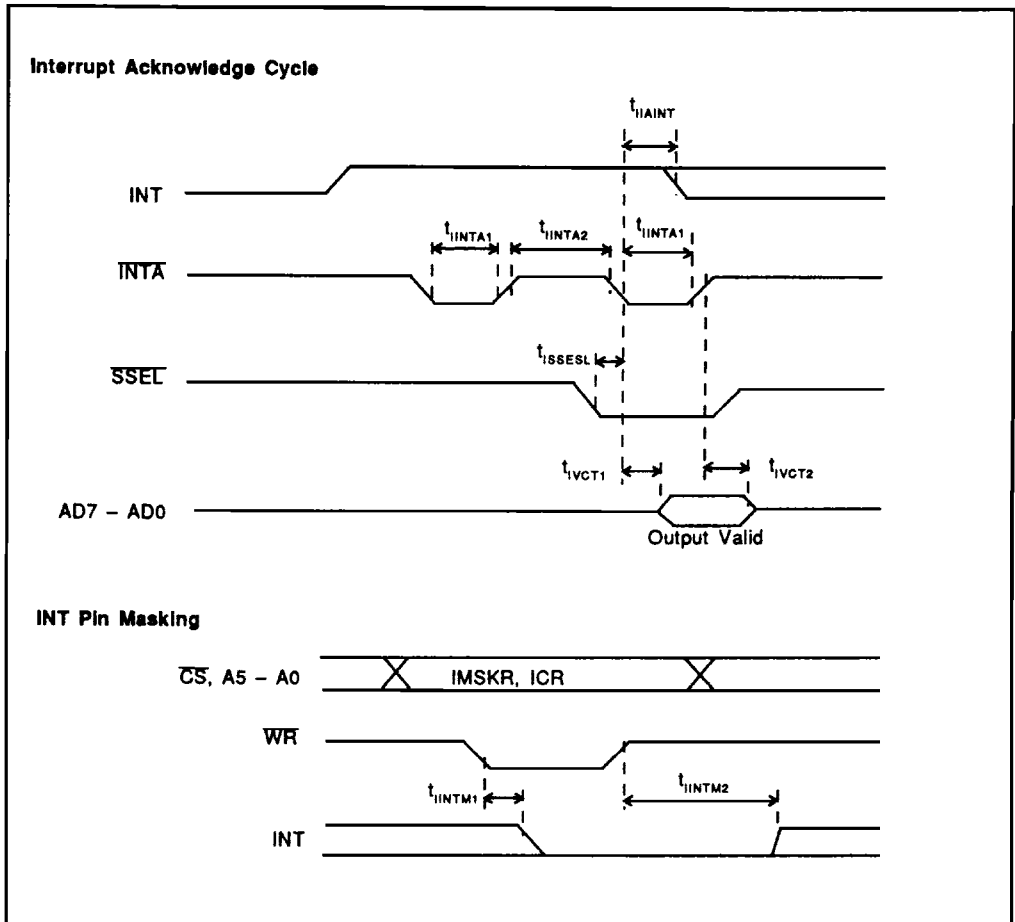 Interrupt Acknowledge Cycle
tIIAINT
INT
tIINTA1 tIINTA2 tIINTA1
INTA
tISSESL
SSEL
tIVCT1 tIVCT2
AD7 – AD0
Output Valid
INT Pin Masking
CS, A5 – A0 IMSKR, ICR
WR
tIINTM1 tIINTM2
INT